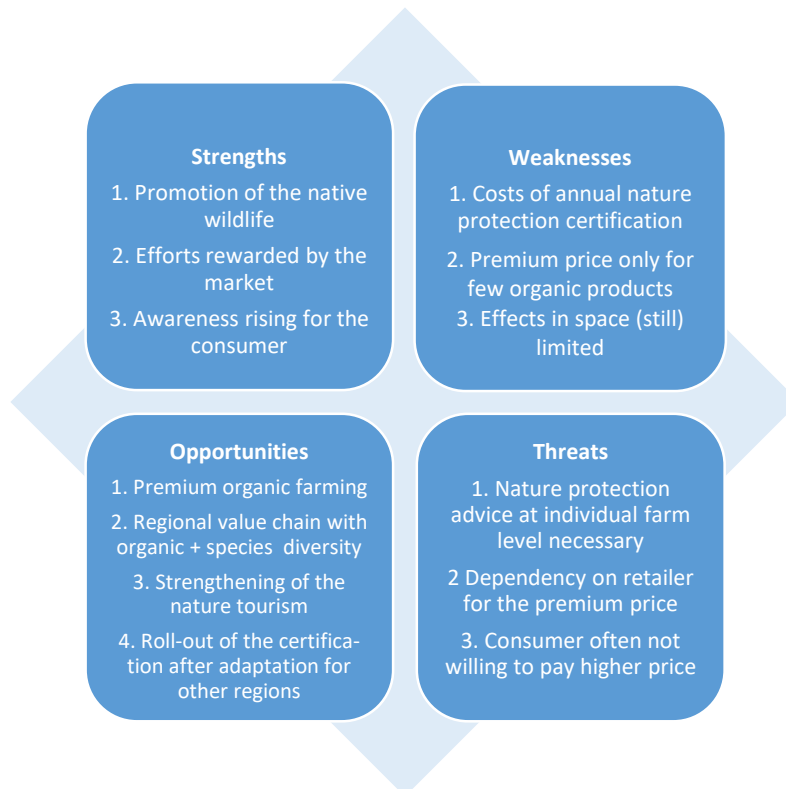 Strengths
1. Promotion of the native
wildlife
2. Efforts rewarded by the
market
3. Awareness rising for the
consumer
Weaknesses
1. Costs of annual nature
protection certification
2. Premium price only for
few organic products
3. Effects in space (still)
limited
Opportunities
1. Premium organic farming
2. Regional value chain with
organic + species diversity
3. Strengthening of the
nature tourism
4. Roll-out of the certifica-
tion after adaptation for
other regions
Threats
1. Nature protection
advice at individual farm
level necessary
2 Dependency on retailer
for the premium price
3. Consumer often not
willing to pay higher price